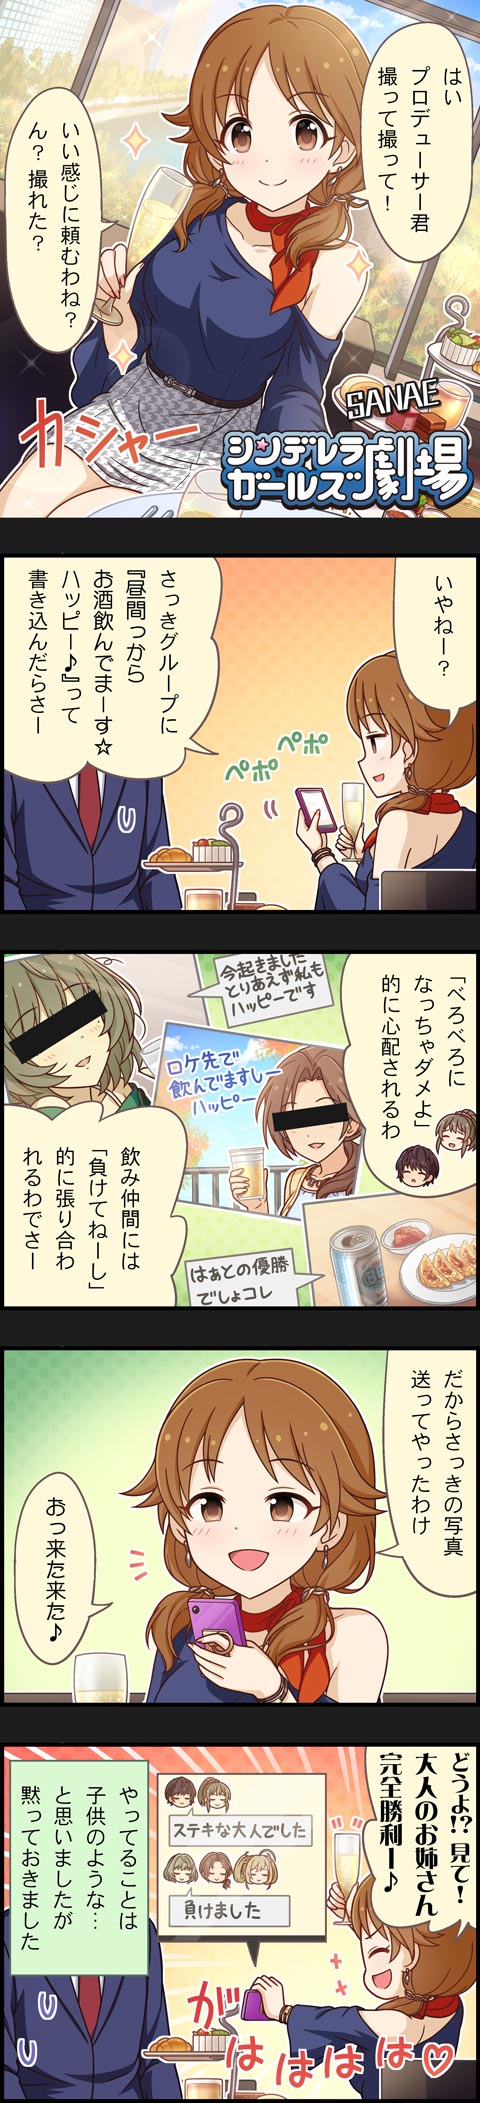 はい
プロデューサー君
撮って撮って!
いい感じに頼むわね?
ん? 撮れた?
カシャー
SANAE
シンデレラ
ガールズ劇場
いやねー?
さっきグループに
『昼間っから
お酒飲んでまーす☆
ハッピー♪』って
書き込んだらさー
ペポ
ペポ
「べろべろに
なっちゃダメよ」
的に心配されるわ
今起きました
とりあえず私も
ハッピーです
ロケ先で
飲んでますしー
ハッピー
飲み仲間には
「負けてねーし」
的に張り合わ
れるわでさー
はぁとの優勝
でしょコレ
だからさっきの写真
送ってやったわけ
おっ来た来た♪
どうよ!? 見て!
大人のお姉さん
完全勝利ー♪
ステキな大人でした
負けました
やってることは
子供のような…
と思いましたが
黙っておきました
がはははは♡